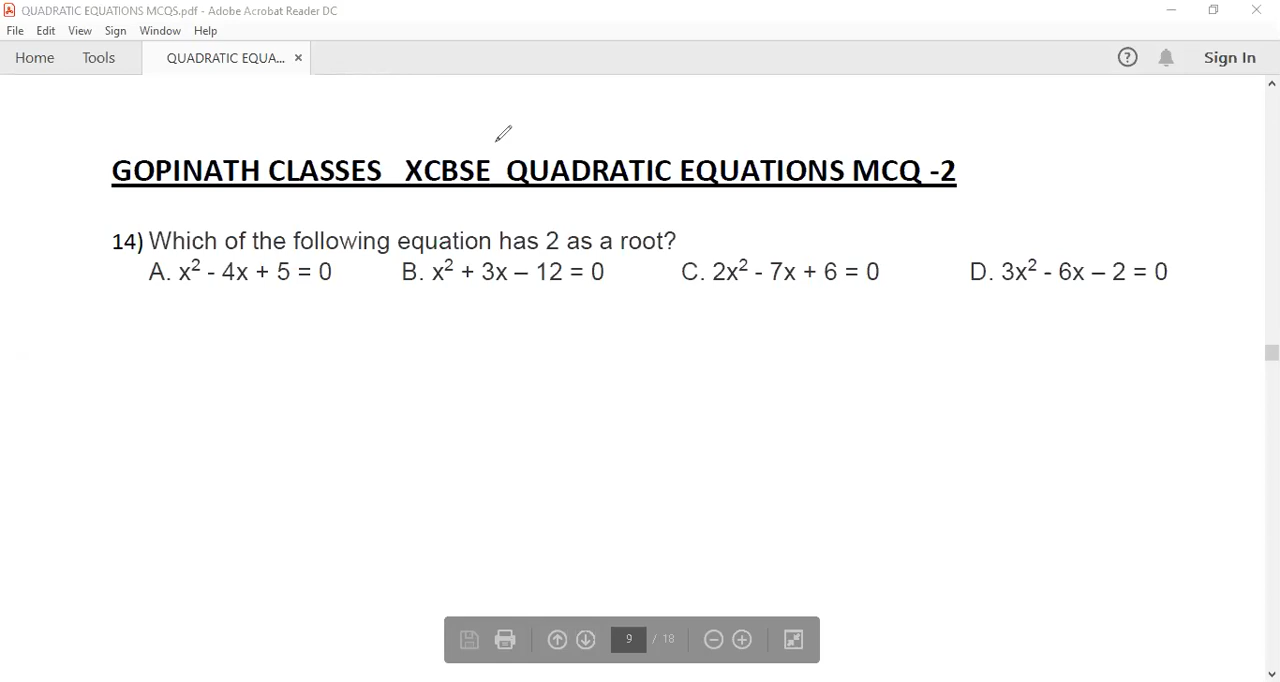 QUADRATIC EQUATIONS MCQS.pdf - Adobe Acrobat Reader DC
File Edit View Sign Window Help
Home Tools QUADRATIC EQUA... × ? Sign In
GOPINATH CLASSES XCBSE QUADRATIC EQUATIONS MCQ -2
14) Which of the following equation has 2 as a root?
A. x² - 4x + 5 = 0 B. x² + 3x – 12 = 0 C. 2x² - 7x + 6 = 0 D. 3x² - 6x – 2 = 0
9 / 18